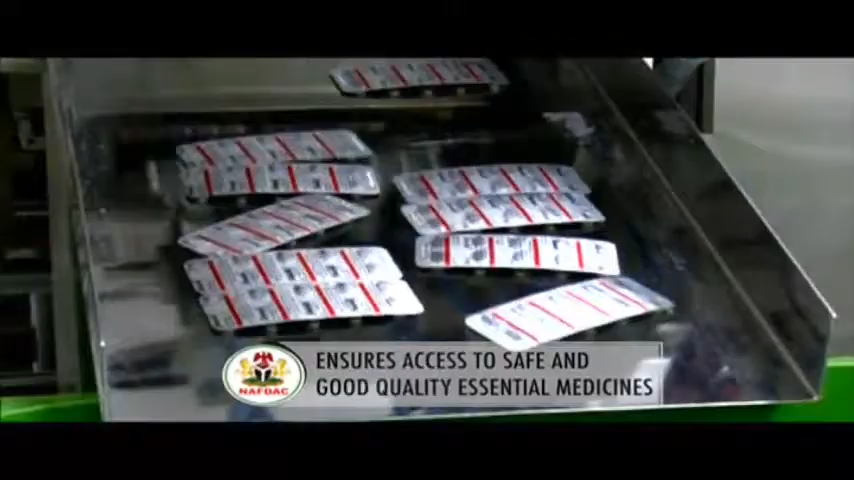 ENSURES ACCESS TO SAFE AND
GOOD QUALITY ESSENTIAL MEDICINES
NAFDAC